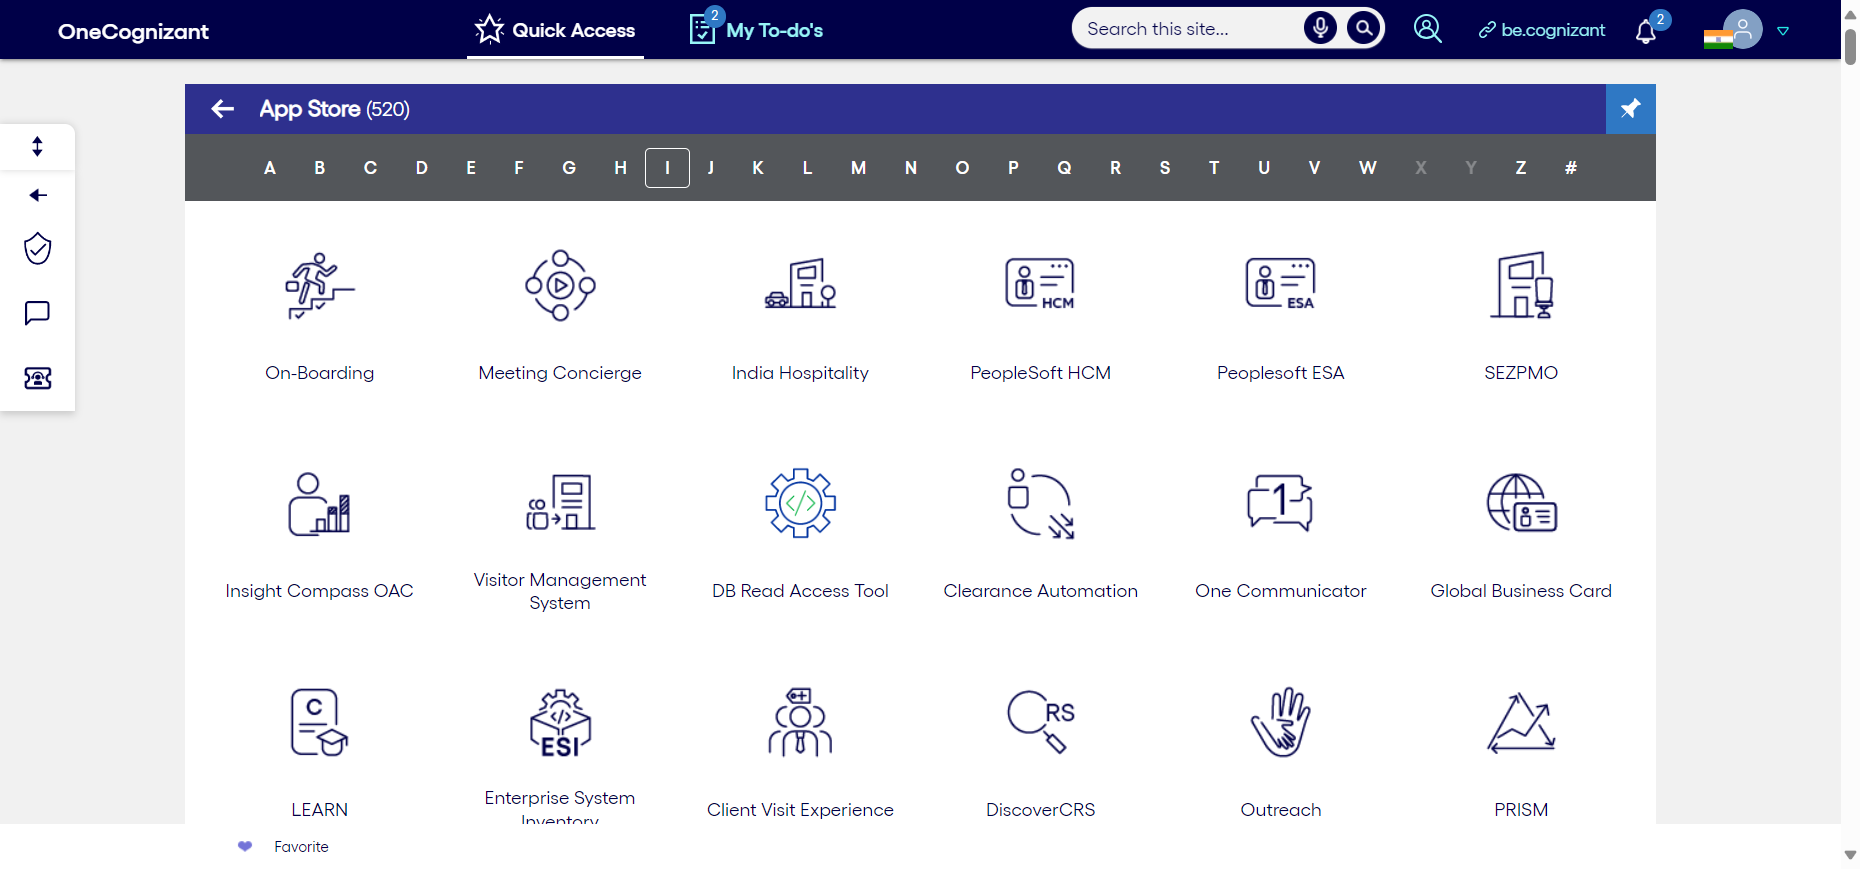 OneCognizant
Quick Access
2
My To-do's
Search this site...
be.cognizant
2
App Store (520)
A B C D E F G H I J K L M N O P Q R S T U V W X Y Z #
HCM
ESA
On-Boarding
Meeting Concierge
India Hospitality
PeopleSoft HCM
Peoplesoft ESA
SEZPMO
1
Insight Compass OAC
Visitor Management
System
DB Read Access Tool
Clearance Automation
One Communicator
Global Business Card
C
ESI
RS
LEARN
Enterprise System
Inventory
Client Visit Experience
DiscoverCRS
Outreach
PRISM
Favorite